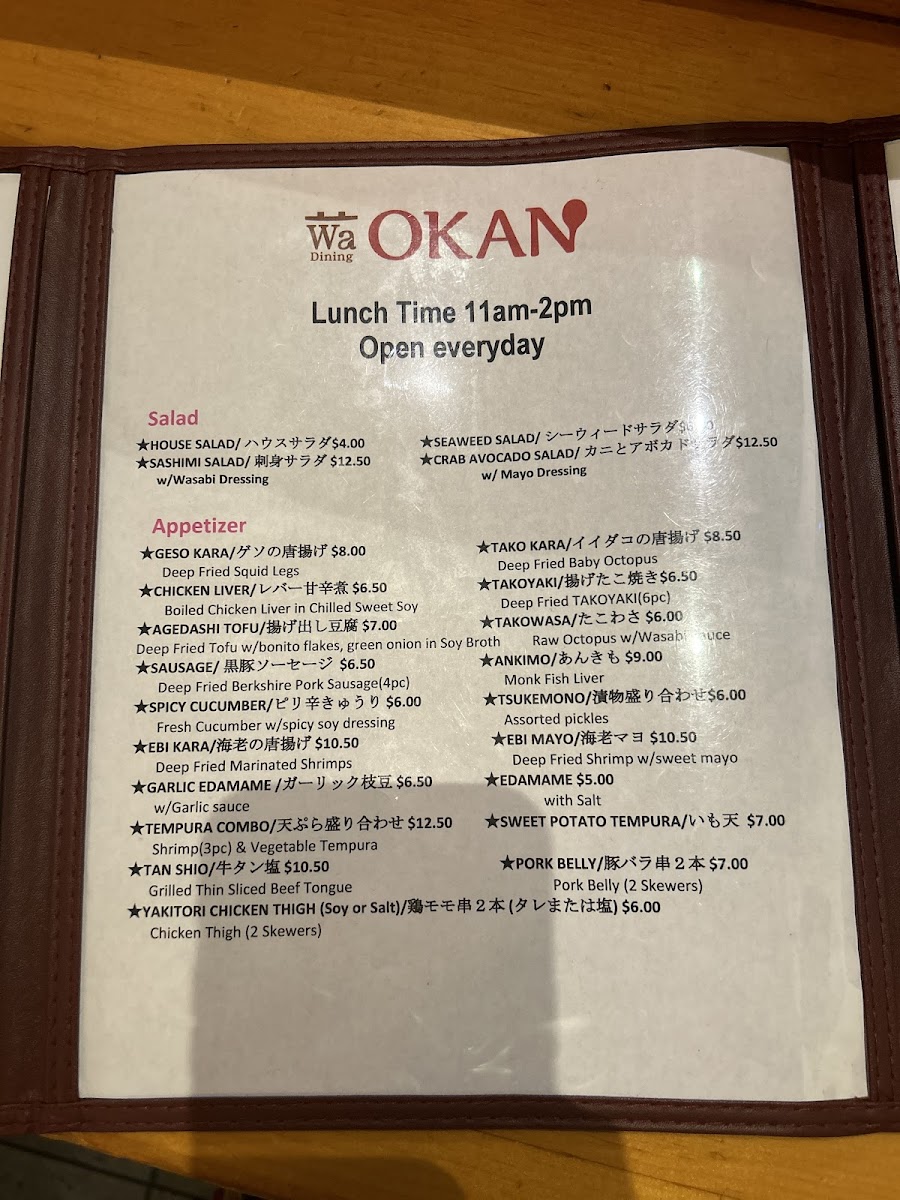 Wa
Dining
OKAN
Lunch Time 11am-2pm
Open everyday
Salad
★HOUSE SALAD/ ハウスサラダ$4.00
★SASHIMI SALAD/ 刺身サラダ $12.50
w/Wasabi Dressing
★SEAWEED SALAD/ シーウィードサラダ
★CRAB AVOCADO SALAD/ カニとアボカドサラダ$12.50
w/ Mayo Dressing
Appetizer
★GESO KARA/ゲソの唐揚げ $8.00
Deep Fried Squid Legs
★CHICKEN LIVER/レバー甘辛煮 $6.50
Boiled Chicken Liver in Chilled Sweet Soy
★AGEDASHI TOFU/揚げ出し豆腐 $7.00
Deep Fried Tofu w/bonito flakes, green onion in Soy Broth
★SAUSAGE/ 黒豚ソーセージ $6.50
Deep Fried Berkshire Pork Sausage(4pc)
★SPICY CUCUMBER/ピリ辛きゅうり $6.00
Fresh Cucumber w/spicy soy dressing
★EBI KARA/海老の唐揚げ $10.50
Deep Fried Marinated Shrimps
★GARLIC EDAMAME /ガーリック枝豆 $6.50
w/Garlic sauce
★TEMPURA COMBO/天ぷら盛り合わせ $12.50
Shrimp(3pc) & Vegetable Tempura
★TAN SHIO/牛タン塩 $10.50
Grilled Thin Sliced Beef Tongue
★YAKITORI CHICKEN THIGH (Soy or Salt)/鶏モモ串２本 (タレまたは塩) $6.00
Chicken Thigh (2 Skewers)
★TAKO KARA/イイダコの唐揚げ $8.50
Deep Fried Baby Octopus
★TAKOYAKI/揚げたこ焼き$6.50
Deep Fried TAKOYAKI(6pc)
★TAKOWASA/たこわさ $6.00
Raw Octopus w/Wasabi sauce
★ANKIMO/あんきも $9.00
Monk Fish Liver
★TSUKEMONO/漬物盛り合わせ$6.00
Assorted pickles
★EBI MAYO/海老マヨ $10.50
Deep Fried Shrimp w/sweet mayo
★EDAMAME $5.00
with Salt
★SWEET POTATO TEMPURA/いも天 $7.00
★PORK BELLY/豚バラ串２本 $7.00
Pork Belly (2 Skewers)